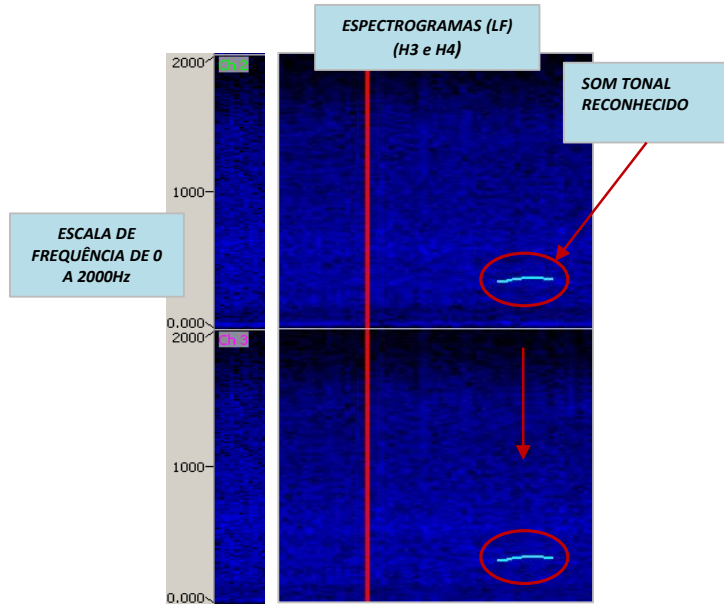 ESPECTROGRAMAS (LF)
(H3 e H4)
SOM TONAL
RECONHECIDO
ESCALA DE
FREQUÊNCIA DE 0
A 2000Hz
2000
1000
0.000
2000
Ch 3
1000
0.000